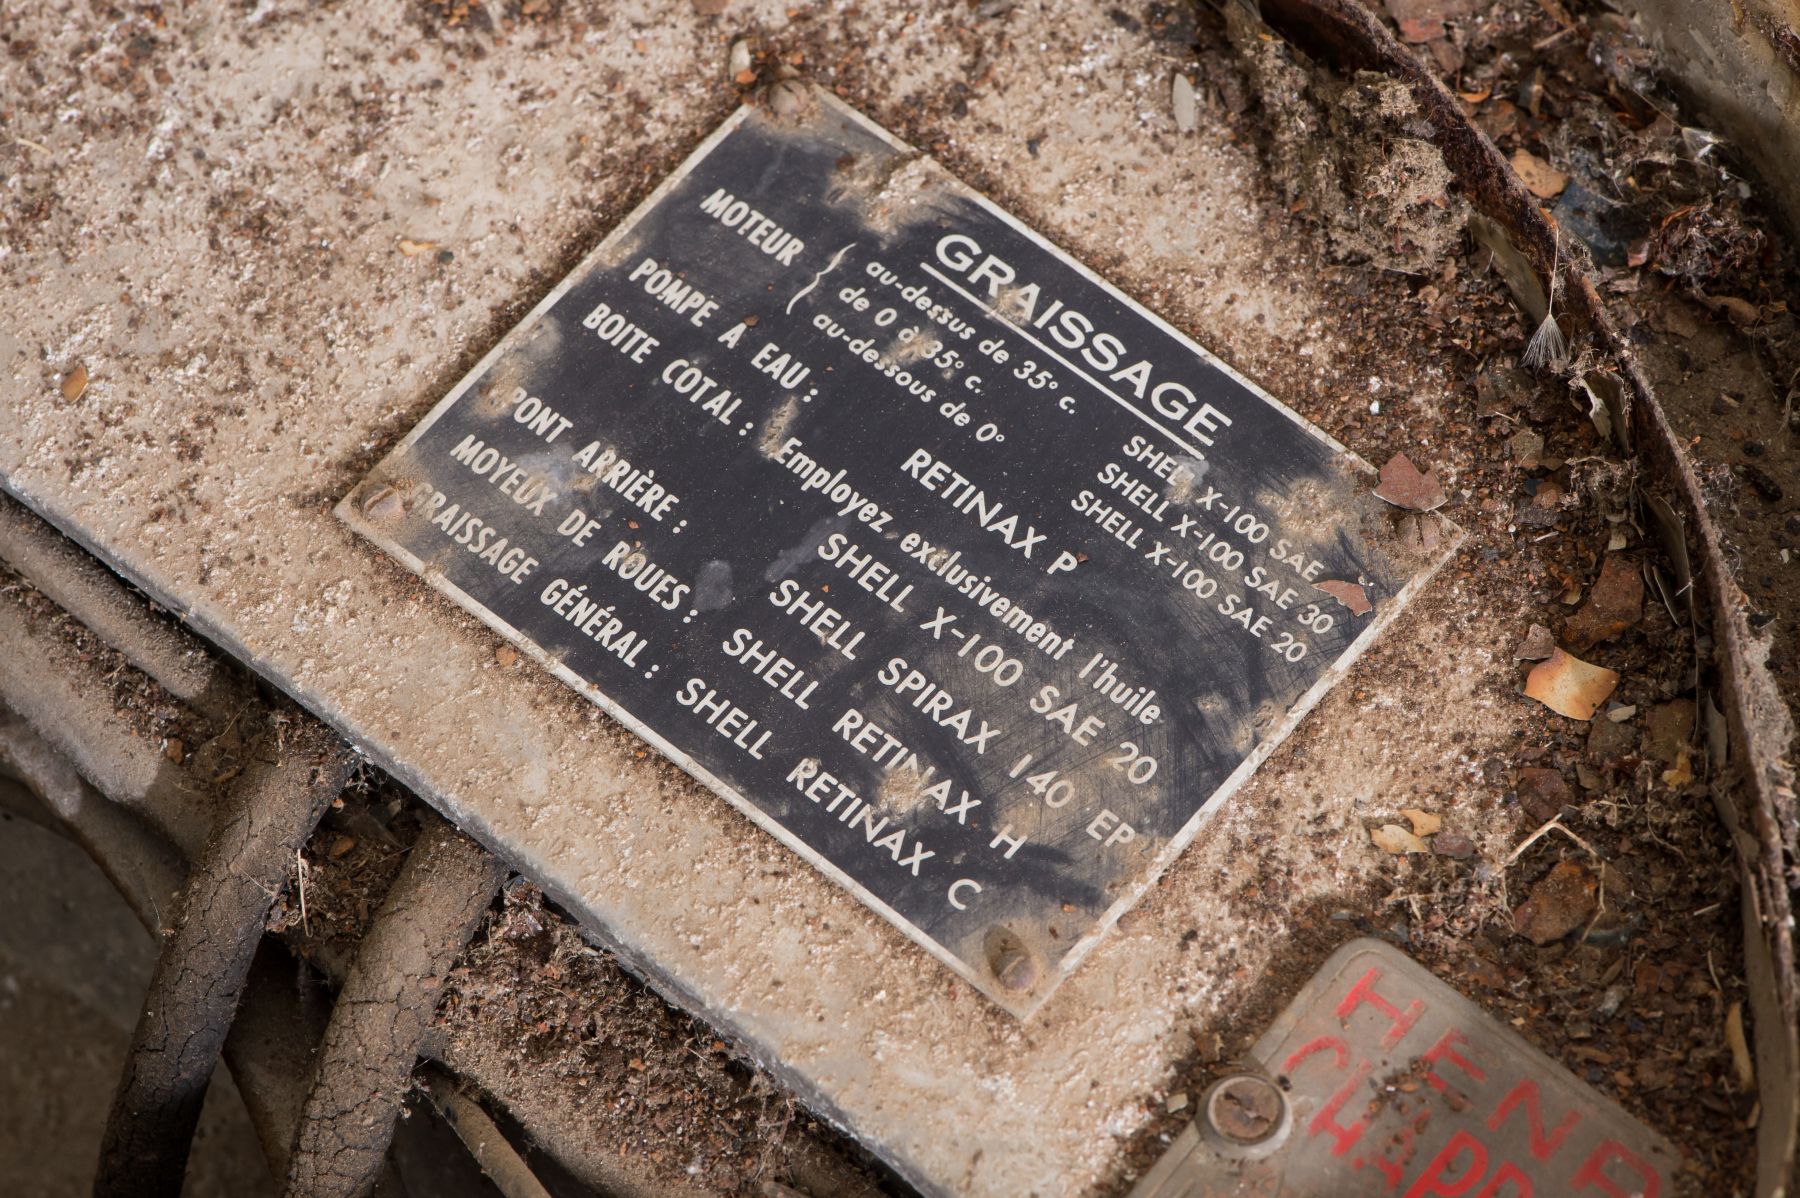 GRAISSAGE
MOTEUR au-dessus de 35° c. SHELL X-100 SAE
de 0 à 35° c. SHELL X-100 SAE 30
au-dessous de 0° SHELL X-100 SAE 20
POMPE A EAU: RETINAX P
BOITE COTAL: Employez exclusivement l'huile
SHELL X-100 SAE 20
PONT ARRIÈRE: SHELL SPIRAX 140 EP
MOYEUX DE ROUES: SHELL RETINAX H
GRAISSAGE GÉNÉRAL: SHELL RETINAX C